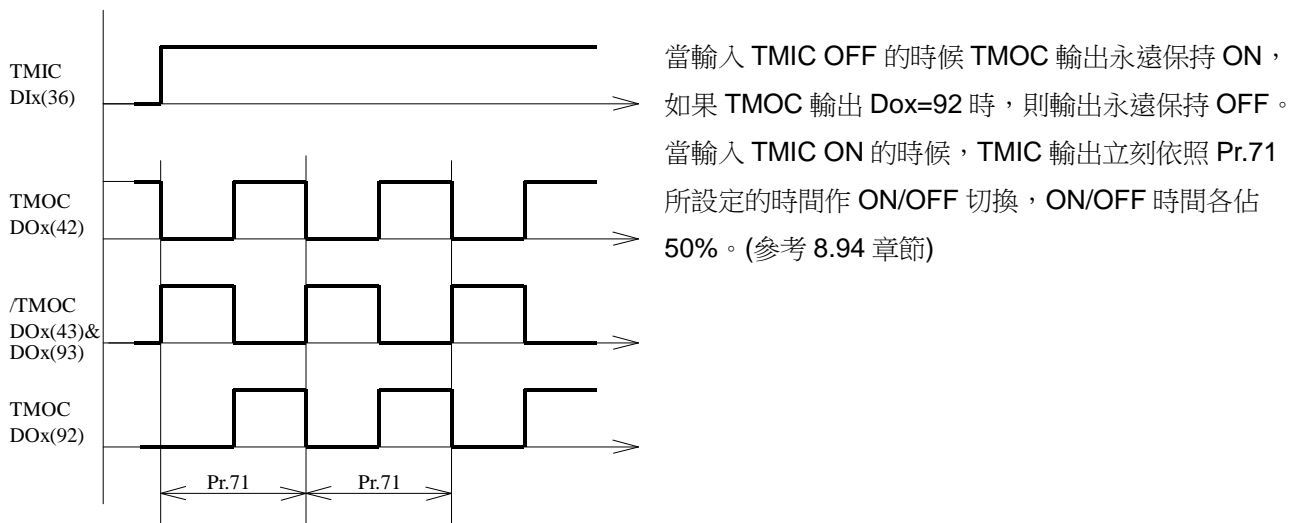 TMIC
DIx(36)
TMOC
DOx(42)
/TMOC
DOx(43)&
DOx(93)
TMOC
DOx(92)
Pr.71
Pr.71
當輸入 TMIC OFF 的時候 TMOC 輸出永遠保持 ON，
如果 TMOC 輸出 Dox=92 時，則輸出永遠保持 OFF。
當輸入 TMIC ON 的時候，TMIC 輸出立刻依照 Pr.71
所設定的時間作 ON/OFF 切換，ON/OFF 時間各佔
50%。(參考 8.94 章節)